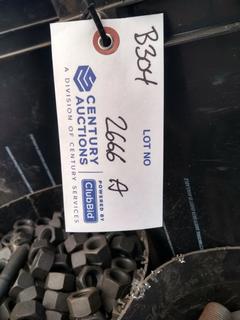 B304
LOT NO
2666 A
CENTURY
AUCTIONS
A DIVISION OF CENTURY SERVICES
POWERED BY
ClubBid